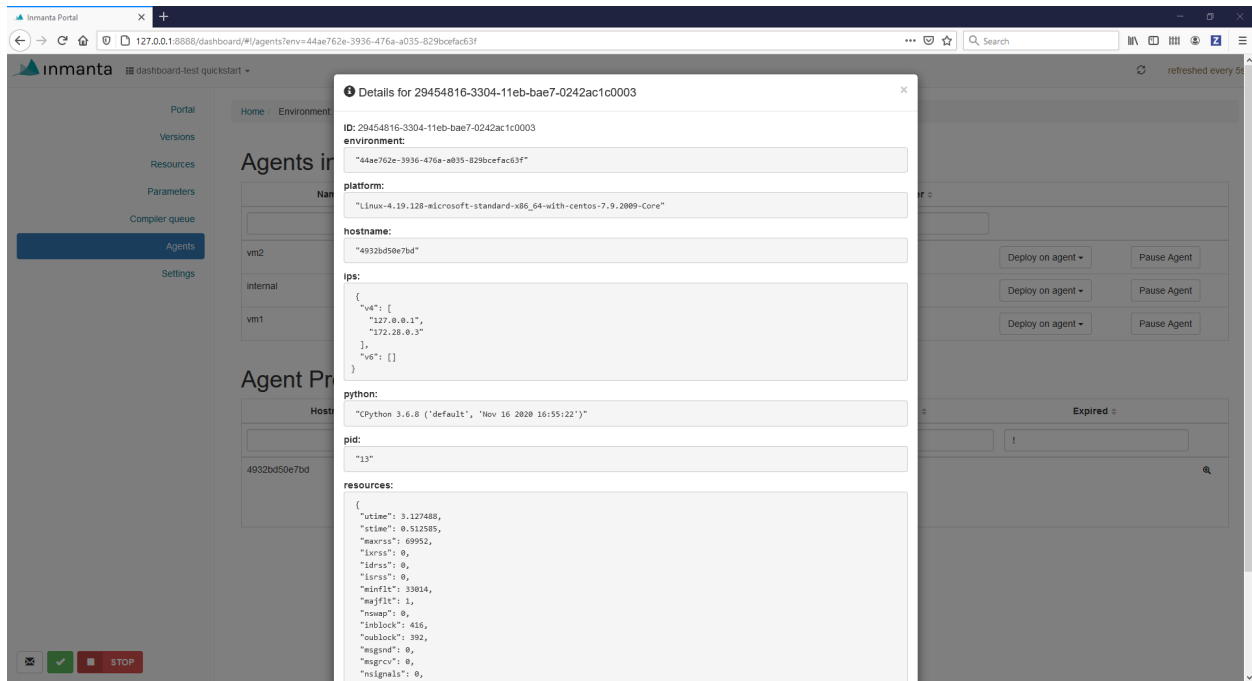 Inmanta Portal
127.0.0.1:8888/dashboard/#!/agents?env=44ae762e-3936-476a-a035-829bcefac63f
Search
inmanta
dashboard-test quickstart
refreshed every 5s
Portal
Versions
Resources
Parameters
Compiler queue
Agents
Settings
STOP
Home / Environment
Agents in
Nam
er
vm2
Deploy on agent
Pause Agent
internal
Deploy on agent
Pause Agent
vm1
Deploy on agent
Pause Agent
Agent Pr
Hostn
Expired
!
4932bd50e7bd
Details for 29454816-3304-11eb-bae7-0242ac1c0003
×
ID: 29454816-3304-11eb-bae7-0242ac1c0003
environment:
"44ae762e-3936-476a-a035-829bcefac63f"
platform:
"Linux-4.19.128-microsoft-standard-x86_64-with-centos-7.9.2009-Core"
hostname:
"4932bd50e7bd"
ips:
{
"v4": [
"127.0.0.1",
"172.28.0.3"
],
"v6": []
}
python:
"CPython 3.6.8 ('default', 'Nov 16 2020 16:55:22')"
pid:
"13"
resources:
{
"utime": 3.127488,
"stime": 0.512585,
"maxrss": 69952,
"ixrss": 0,
"idrss": 0,
"isrss": 0,
"minflt": 33014,
"majflt": 1,
"nswap": 0,
"inblock": 416,
"oublock": 392,
"msgsnd": 0,
"msgrcv": 0,
"nsignals": 0,